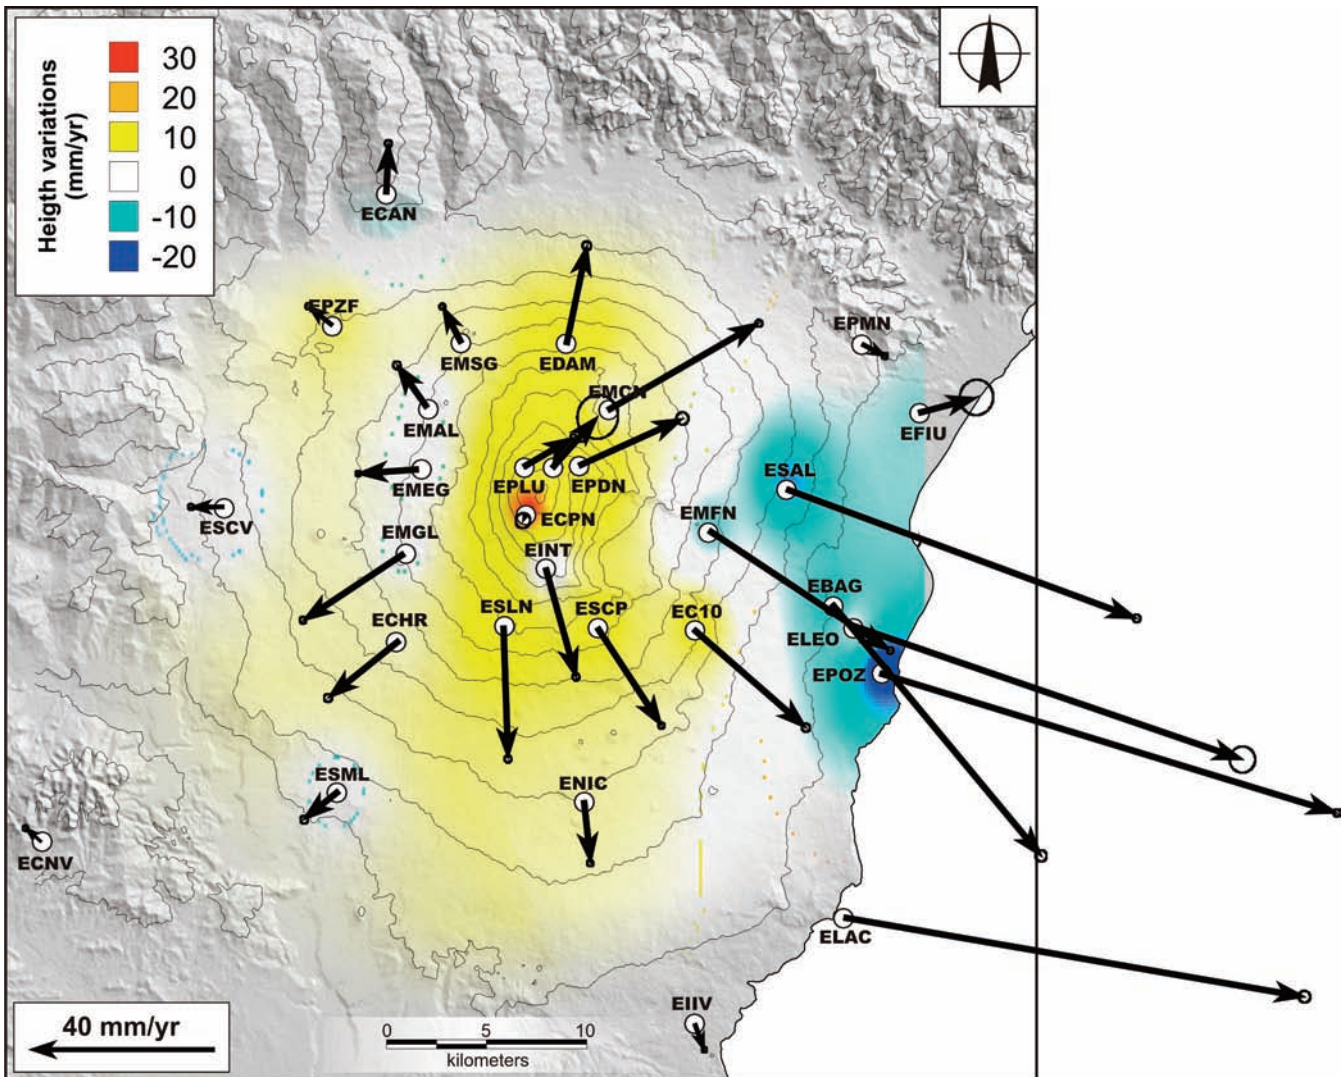 Heigth variations
(mm/yr)
30
20
10
0
-10
-20
ECAN
EPZF
EMSG
EDAM
EPMN
EMCN
EMAL
EFIU
EMEG
EPLU
EPDN
ESAL
ESCV
ECPN
EMFN
EMGL
EINT
EBAG
ESLN
ESCP
EC10
ECHR
ELEO
EPOZ
ESML
ENIC
ECNV
ELAC
EIIV
40 mm/yr
0 5 10
kilometers